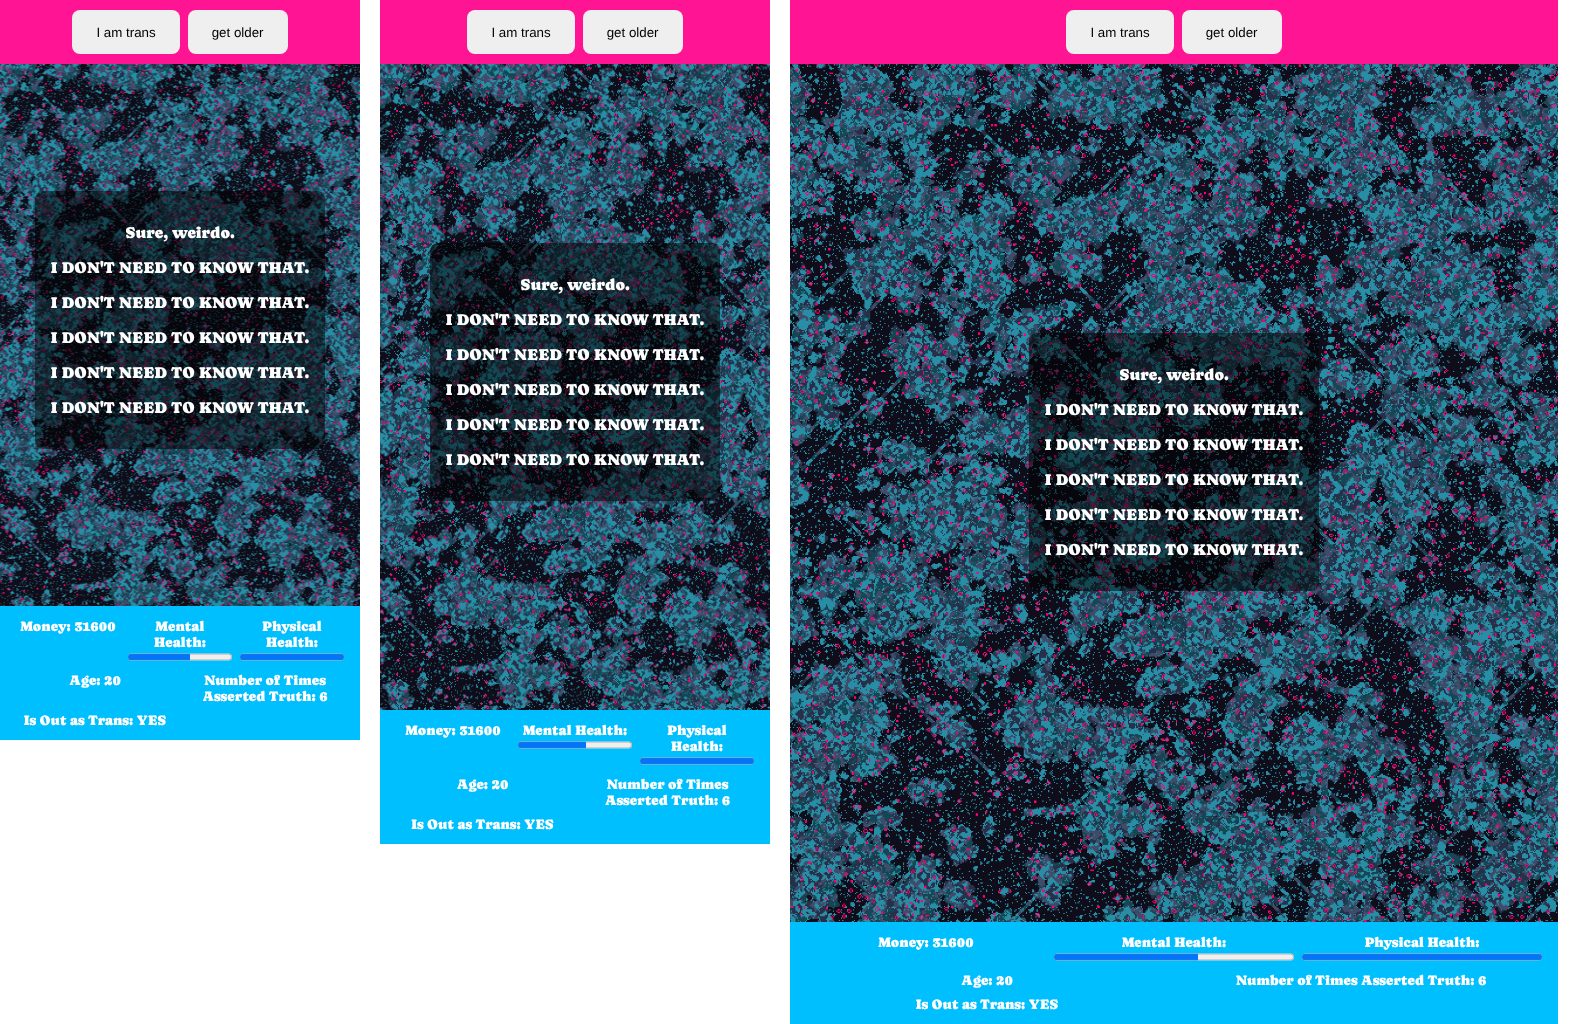 I am trans
get older
Sure, weirdo.
I DON'T NEED TO KNOW THAT.
I DON'T NEED TO KNOW THAT.
I DON'T NEED TO KNOW THAT.
I DON'T NEED TO KNOW THAT.
I DON'T NEED TO KNOW THAT.
Money: 31600
Mental
Health:
Physical
Health:
Age: 20
Number of Times
Asserted Truth: 6
Is Out as Trans: YES
I am trans
get older
Sure, weirdo.
I DON'T NEED TO KNOW THAT.
I DON'T NEED TO KNOW THAT.
I DON'T NEED TO KNOW THAT.
I DON'T NEED TO KNOW THAT.
I DON'T NEED TO KNOW THAT.
Money: 31600
Mental Health:
Physical
Health:
Age: 20
Number of Times
Asserted Truth: 6
Is Out as Trans: YES
I am trans
get older
Sure, weirdo.
I DON'T NEED TO KNOW THAT.
I DON'T NEED TO KNOW THAT.
I DON'T NEED TO KNOW THAT.
I DON'T NEED TO KNOW THAT.
I DON'T NEED TO KNOW THAT.
Money: 31600
Mental Health:
Physical Health:
Age: 20
Number of Times Asserted Truth: 6
Is Out as Trans: YES